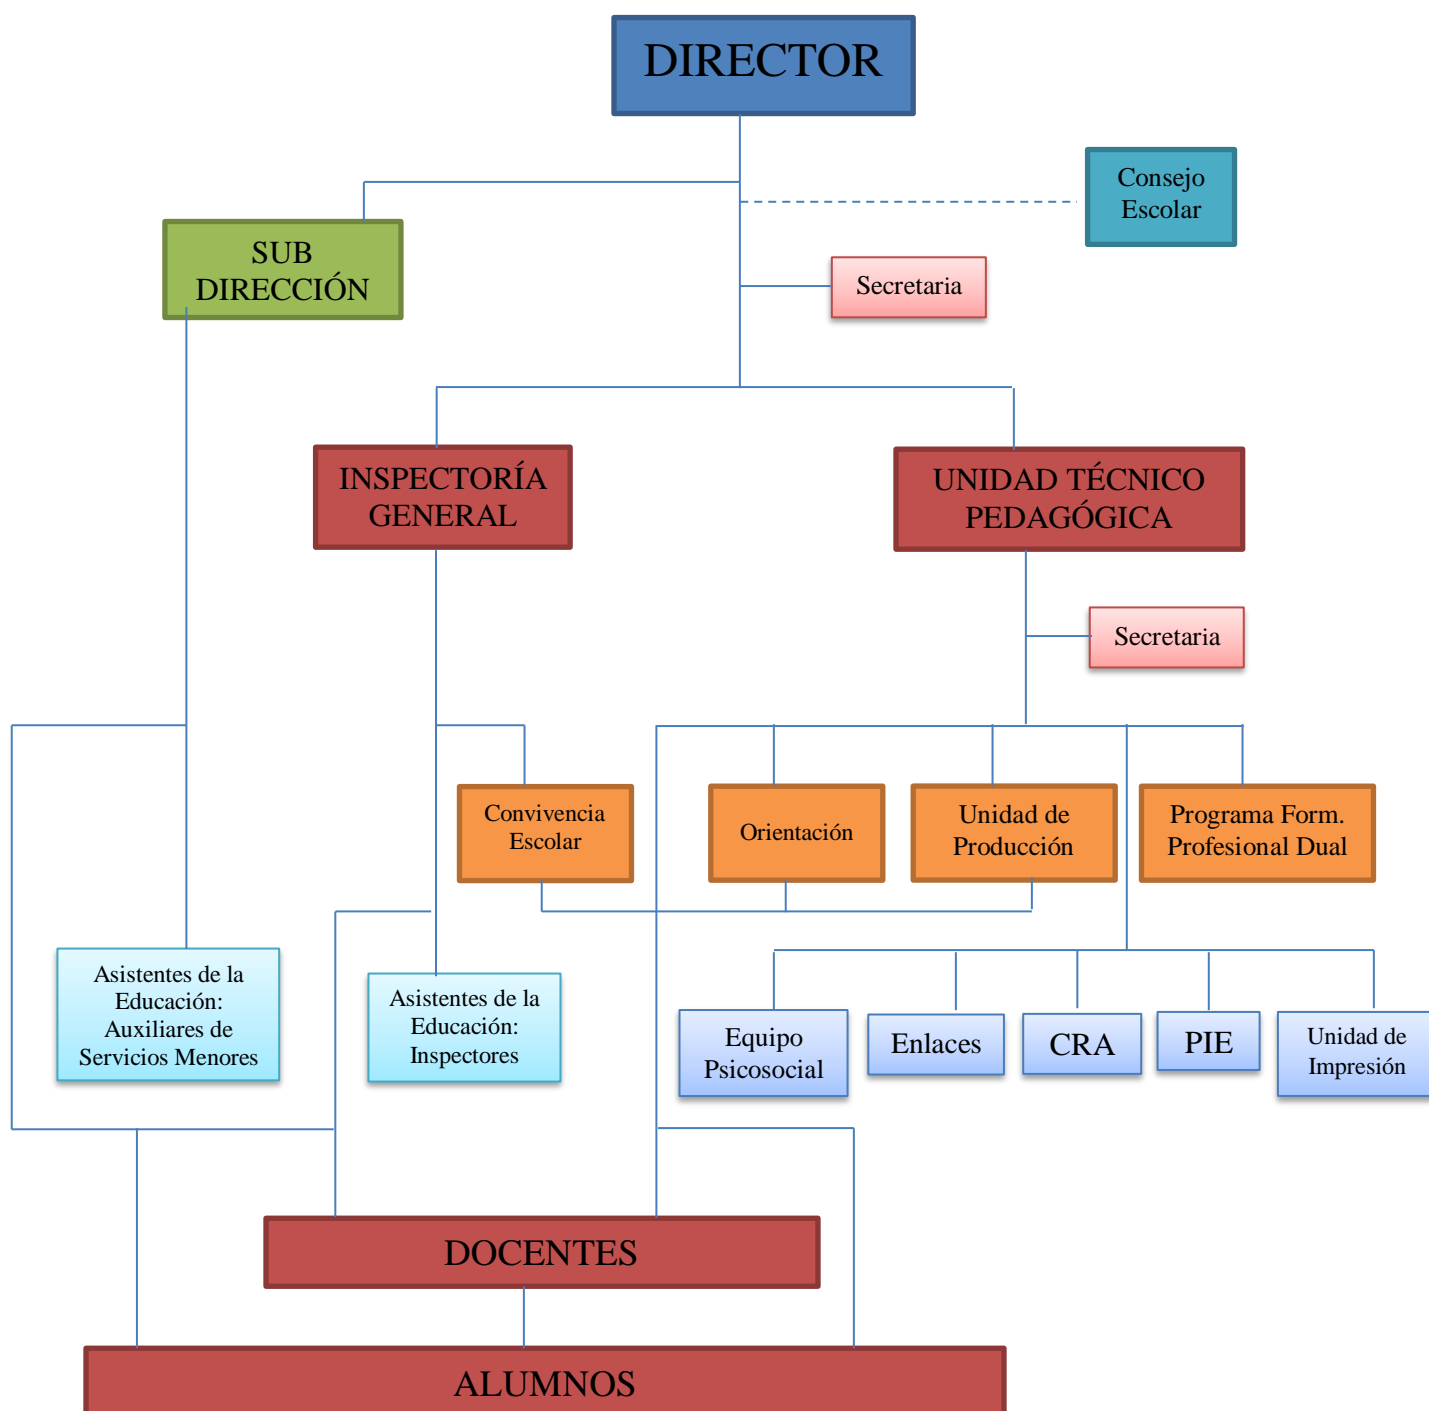 DIRECTOR
Consejo
Escolar
SUB
DIRECCIÓN
Secretaria
INSPECTORÍA
GENERAL
UNIDAD TÉCNICO
PEDAGÓGICA
Secretaria
Convivencia
Escolar
Orientación
Unidad de
Producción
Programa Form.
Profesional Dual
Asistentes de la
Educación:
Auxiliares de
Servicios Menores
Asistentes de la
Educación:
Inspectores
Equipo
Psicosocial
Enlaces
CRA
PIE
Unidad de
Impresión
DOCENTES
ALUMNOS